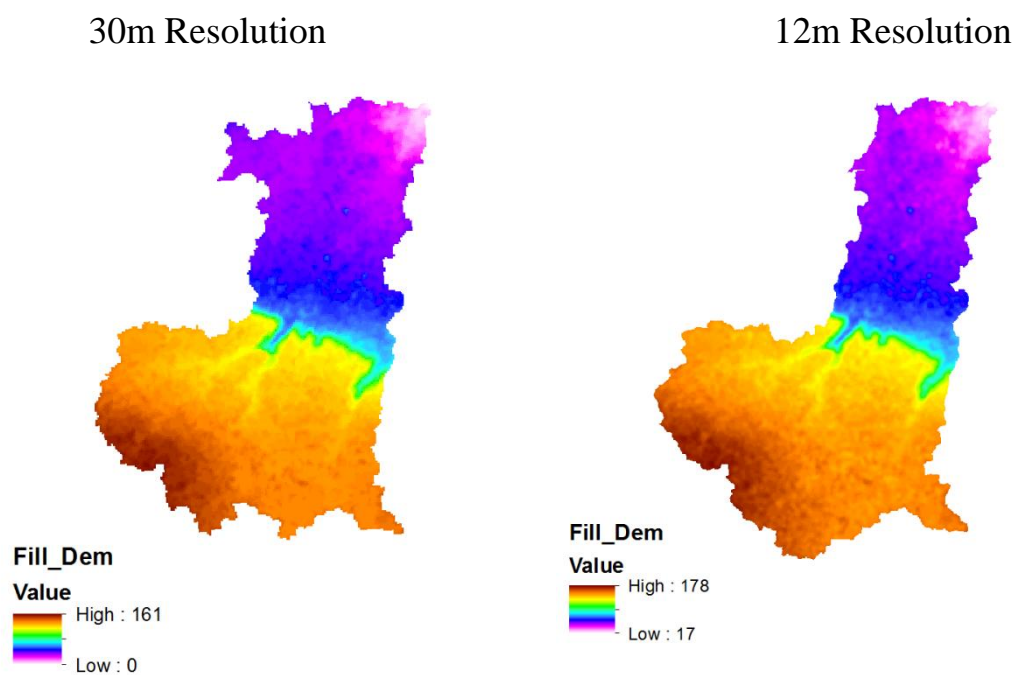 30m Resolution
12m Resolution
Fill_Dem
Value
High : 161
Low : 0
Fill_Dem
Value
High : 178
Low : 17